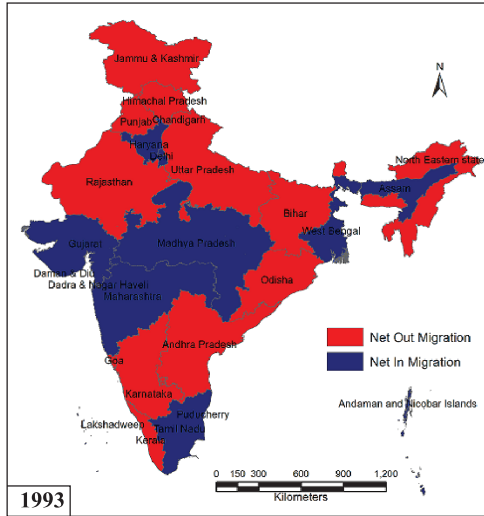 N
Jammu & Kashmir
Himachal Pradesh
Punjab
Chandigarh
Haryana
Delhi
Uttar Pradesh
North Eastern state
Rajasthan
Assam
Bihar
Gujarat
Madhya Pradesh
West Bengal
Daman & Diu
Dadra & Nagar Haveli
Maharashtra
Odisha
Net Out Migration
Andhra Pradesh
Goa
Net In Migration
Karnataka
Andaman and Nicobar Islands
Puducherry
Lakshadweep
Tamil Nadu
Kerala
0 150 300 600 900 1,200
Kilometers
1993